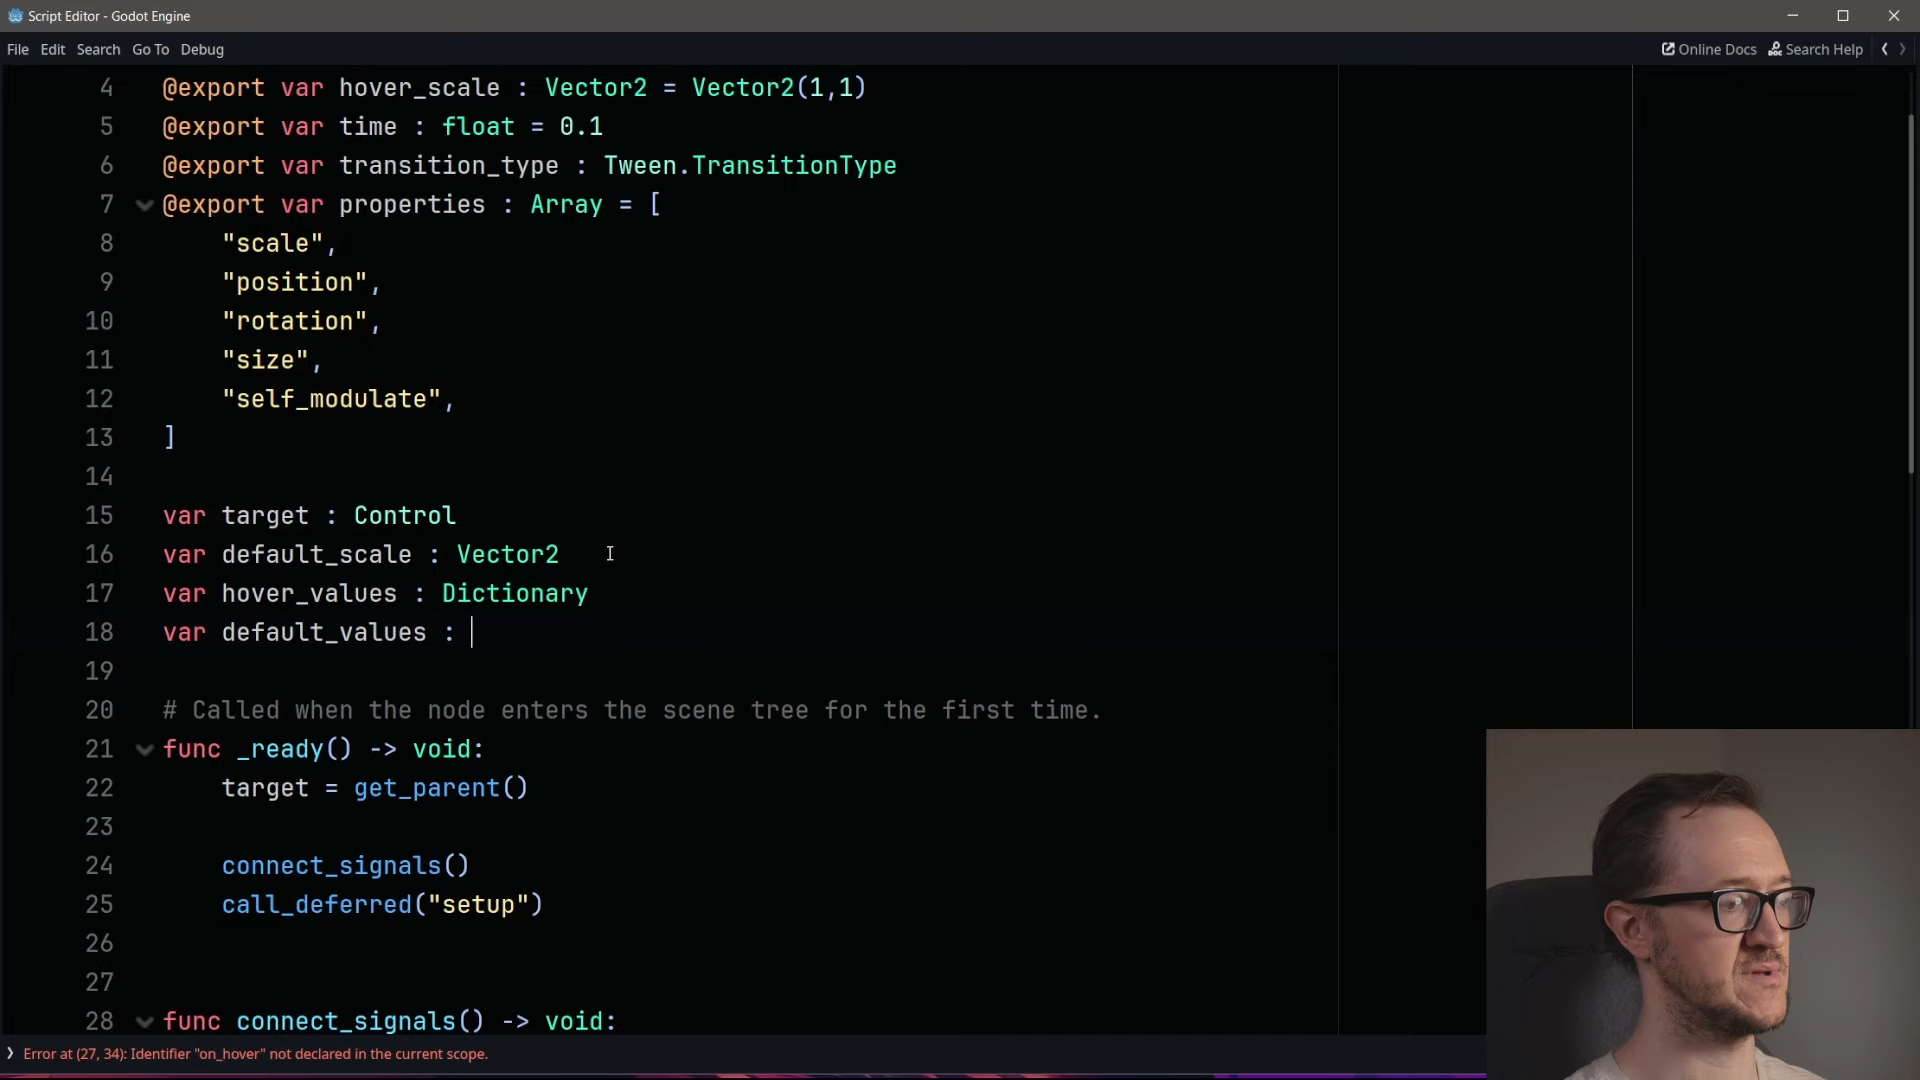 Script Editor - Godot Engine
File Edit Search Go To Debug
Online Docs Search Help
4 @export var hover_scale : Vector2 = Vector2(1,1)
5 @export var time : float = 0.1
6 @export var transition_type : Tween.TransitionType
7 @export var properties : Array = [
8 "scale",
9 "position",
10 "rotation",
11 "size",
12 "self_modulate",
13 ]
14
15 var target : Control
16 var default_scale : Vector2
17 var hover_values : Dictionary
18 var default_values :
19
20 # Called when the node enters the scene tree for the first time.
21 func _ready() -> void:
22 target = get_parent()
23
24 connect_signals()
25 call_deferred("setup")
26
27
28 func connect_signals() -> void:
Error at (27, 34): Identifier "on_hover" not declared in the current scope.